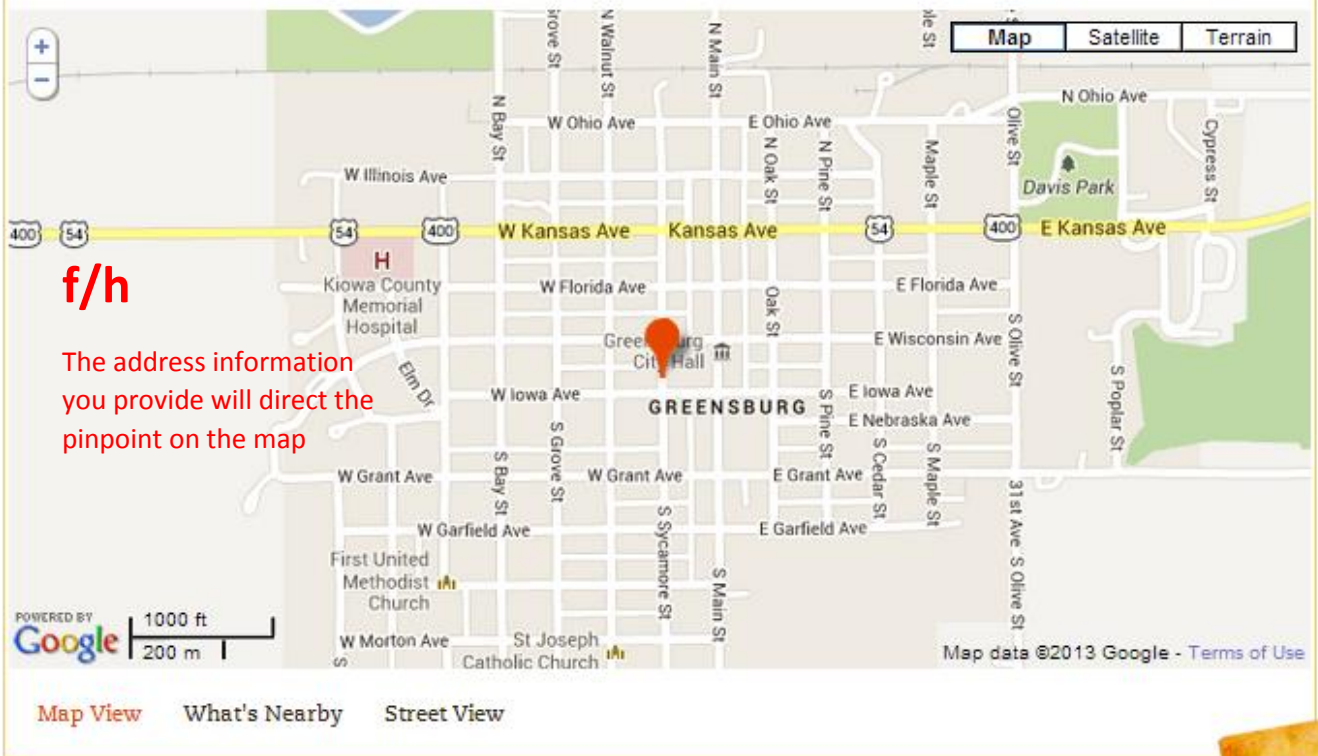 +
−
Map Satellite Terrain
Grove St
N Walnut St
N Main St
ple St
N Ohio Ave
N Bay St
W Ohio Ave
E Ohio Ave
N Oak St
N Pine St
Maple St
Olive St
Cypress St
W Illinois Ave
Davis Park
400 54 54 400 W Kansas Ave Kansas Ave 54 400 E Kansas Ave
f/h
H
Kiowa County
Memorial
Hospital
W Florida Ave
E Florida Ave
Oak St
City Hall
E Wisconsin Ave
S Olive St
The address information
you provide will direct the
pinpoint on the map
Elm Dr
W Iowa Ave
GREENSBURG
S Pine St
E Iowa Ave
E Nebraska Ave
S Poplar St
W Grant Ave
S Bay St
S Grove St
W Grant Ave
E Grant Ave
S Cedar St
S Maple St
31st Ave
S Olive St
W Garfield Ave
S Sycamore St
E Garfield Ave
First United
Methodist
Church
S Main St
W Morton Ave
S
St Joseph
Catholic Church
POWERED BY
Google
1000 ft
200 m
Map data ©2013 Google - Terms of Use
Map View What's Nearby Street View